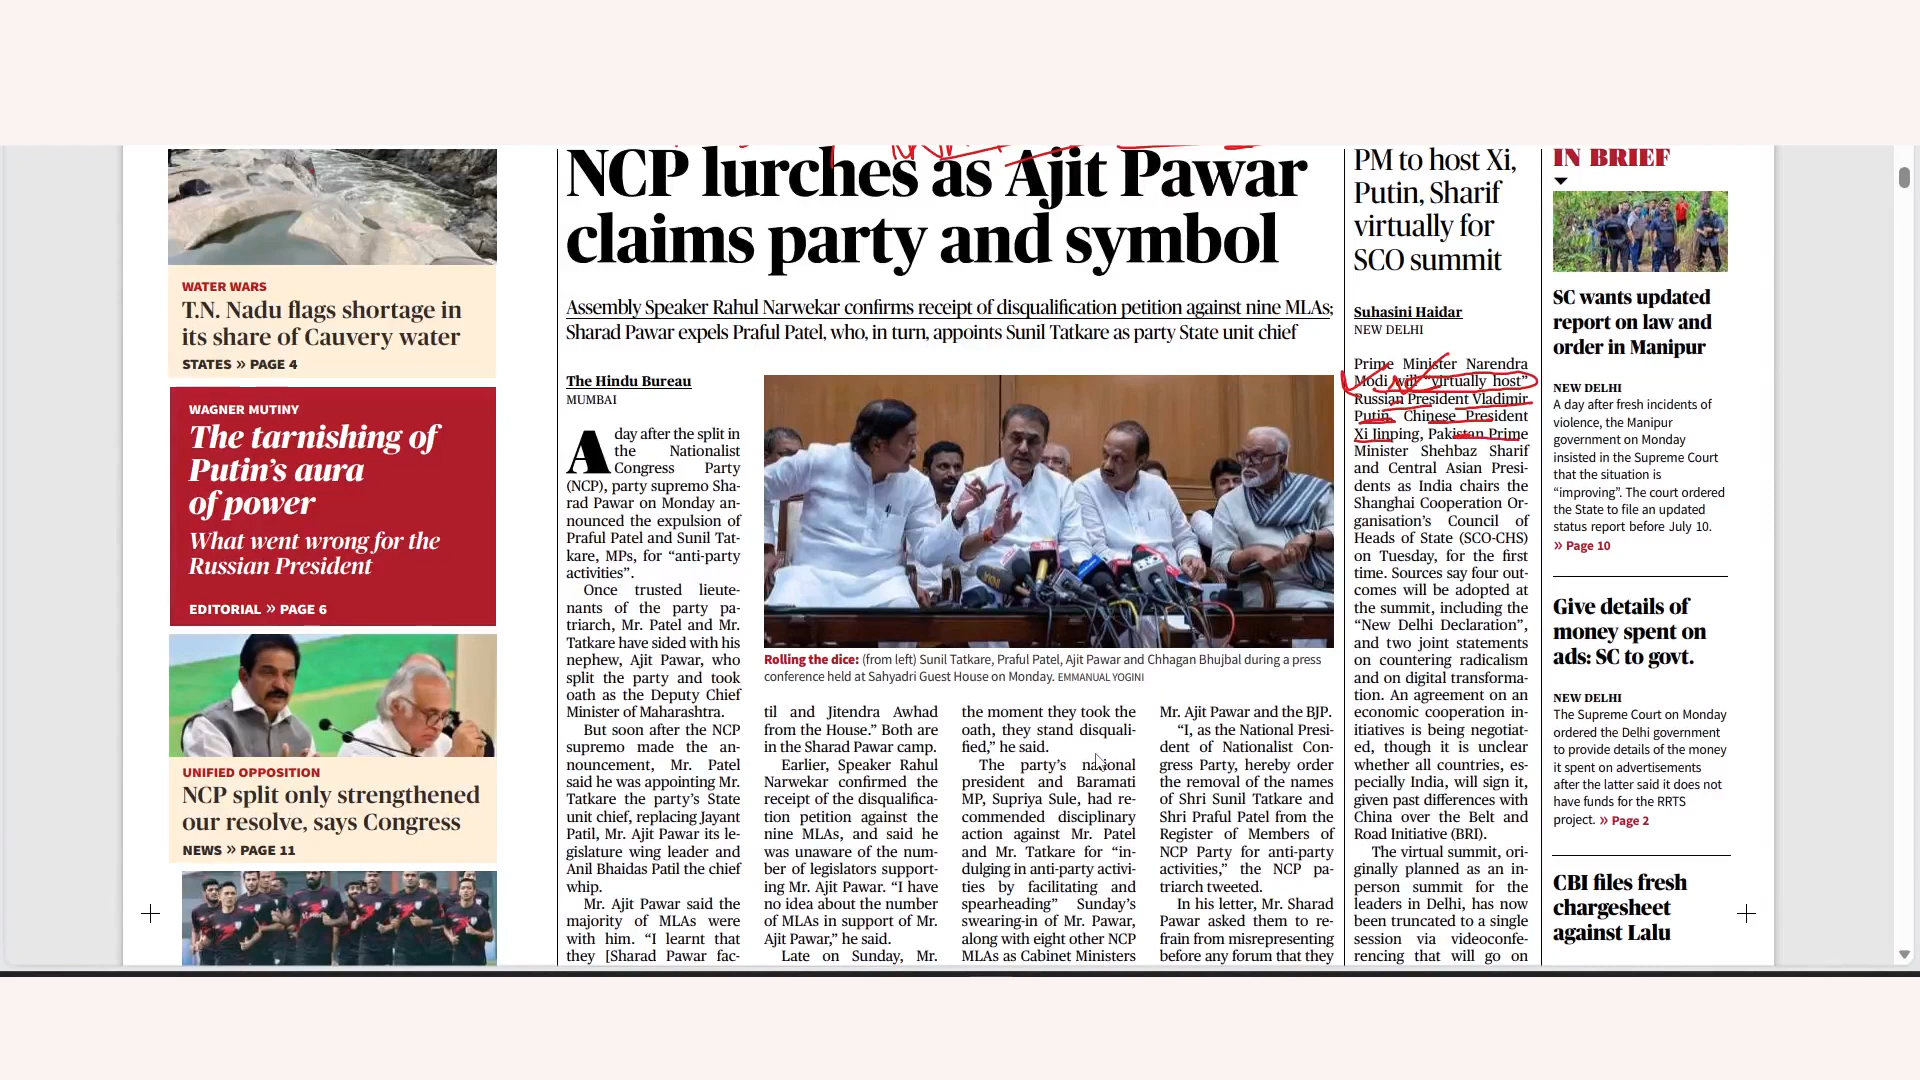 WATER WARS
T.N. Nadu flags shortage in
its share of Cauvery water
STATES » PAGE 4
WAGNER MUTINY
The tarnishing of
Putin's aura
of power
What went wrong for the
Russian President
EDITORIAL » PAGE 6
UNIFIED OPPOSITION
NCP split only strengthened
our resolve, says Congress
NEWS » PAGE 11
NCP lurches as Ajit Pawar
claims party and symbol
Assembly Speaker Rahul Narwekar confirms receipt of disqualification petition against nine MLAs;
Sharad Pawar expels Praful Patel, who, in turn, appoints Sunil Tatkare as party State unit chief
The Hindu Bureau
MUMBAI
A day after the split in
the Nationalist
Congress Party
(NCP), party supremo Sha-
rad Pawar on Monday an-
nounced the expulsion of
Praful Patel and Sunil Tat-
kare, MPs, for “anti-party
activities”.
Once trusted lieute-
nants of the party pa-
triarch, Mr. Patel and Mr.
Tatkare have sided with his
nephew, Ajit Pawar, who
split the party and took
oath as the Deputy Chief
Minister of Maharashtra.
But soon after the NCP
supremo made the an-
nouncement, Mr. Patel
said he was appointing Mr.
Tatkare the party's State
unit chief, replacing Jayant
Patil, Mr. Ajit Pawar its le-
gislature wing leader and
Anil Bhaidas Patil the chief
whip.
Mr. Ajit Pawar said the
majority of MLAs were
with him. “I learnt that
they [Sharad Pawar fac-
Rolling the dice: (from left) Sunil Tatkare, Praful Patel, Ajit Pawar and Chhagan Bhujbal during a press
conference held at Sahyadri Guest House on Monday. EMMANUAL YOGINI
til and Jitendra Awhad
from the House.” Both are
in the Sharad Pawar camp.
Earlier, Speaker Rahul
Narwekar confirmed the
receipt of the disqualifica-
tion petition against the
nine MLAs, and said he
was unaware of the num-
ber of legislators support-
ing Mr. Ajit Pawar. “I have
no idea about the number
of MLAs in support of Mr.
Ajit Pawar,” he said.
Late on Sunday, Mr.
the moment they took the
oath, they stand disquali-
fied,” he said.
The party's national
president and Baramati
MP, Supriya Sule, had re-
commended disciplinary
action against Mr. Patel
and Mr. Tatkare for “in-
dulging in anti-party activi-
ties by facilitating and
spearheading” Sunday's
swearing-in of Mr. Pawar,
along with eight other NCP
MLAs as Cabinet Ministers
Mr. Ajit Pawar and the BJP.
“I, as the National Presi-
dent of Nationalist Con-
gress Party, hereby order
the removal of the names
of Shri Sunil Tatkare and
Shri Praful Patel from the
Register of Members of
NCP Party for anti-party
activities,” the NCP pa-
triarch tweeted.
In his letter, Mr. Sharad
Pawar asked them to re-
frain from misrepresenting
before any forum that they
PM to host Xi,
Putin, Sharif
virtually for
SCO summit
Suhasini Haidar
NEW DELHI
Prime Minister Narendra
Modi will “virtually host”
Russian President Vladimir
Putin, Chinese President
Xi Jinping, Pakistan Prime
Minister Shehbaz Sharif
and Central Asian Presi-
dents as India chairs the
Shanghai Cooperation Or-
ganisation's Council of
Heads of State (SCO-CHS)
on Tuesday, for the first
time. Sources say four out-
comes will be adopted at
the summit, including the
“New Delhi Declaration”,
and two joint statements
on countering radicalism
and on digital transforma-
tion. An agreement on an
economic cooperation in-
itiatives is being negotiat-
ed, though it is unclear
whether all countries, es-
pecially India, will sign it,
given past differences with
China over the Belt and
Road Initiative (BRI).
The virtual summit, ori-
ginally planned as an in-
person summit for the
leaders in Delhi, has now
been truncated to a single
session via videoconfe-
rencing that will go on
IN BRIEF
SC wants updated
report on law and
order in Manipur
NEW DELHI
A day after fresh incidents of
violence, the Manipur
government on Monday
insisted in the Supreme Court
that the situation is
“improving”. The court ordered
the State to file an updated
status report before July 10.
» Page 10
Give details of
money spent on
ads: SC to govt.
NEW DELHI
The Supreme Court on Monday
ordered the Delhi government
to provide details of the money
it spent on advertisements
after the latter said it does not
have funds for the RRTS
project. » Page 2
CBI files fresh
chargesheet
against Lalu